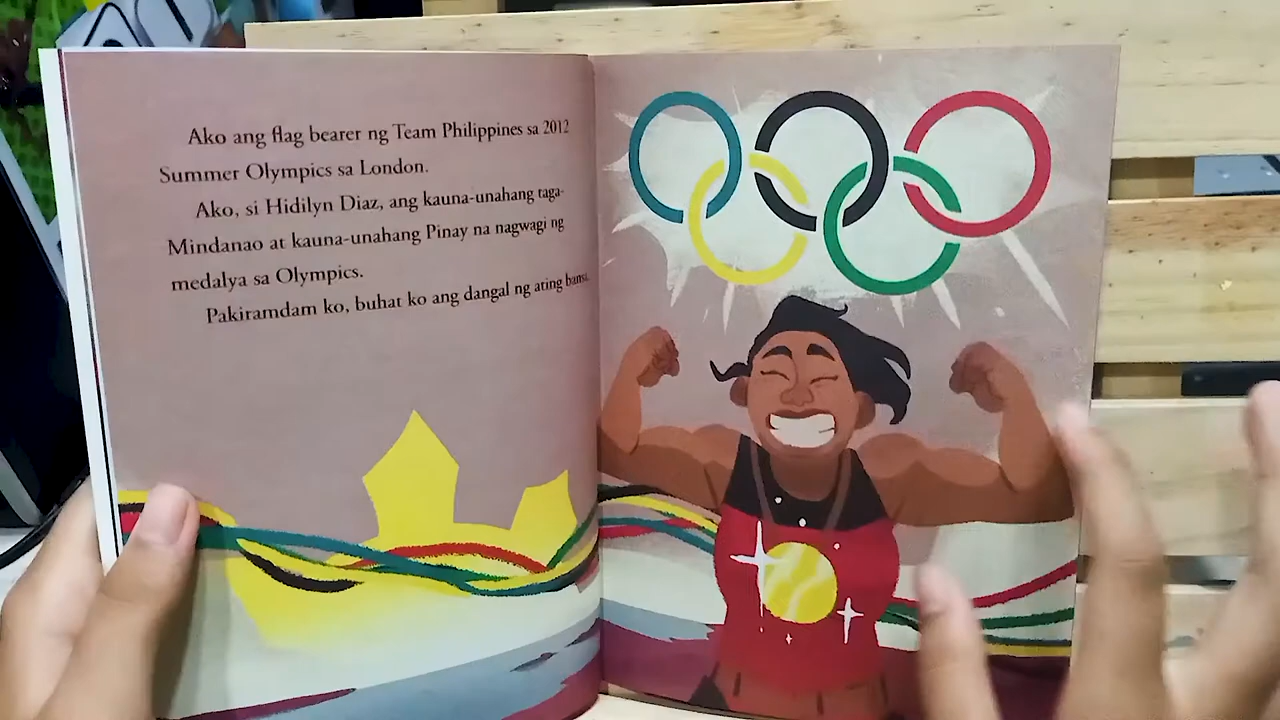 Ako ang flag bearer ng Team Philippines sa 2012
Summer Olympics sa London.
Ako, si Hidilyn Diaz, ang kauna-unahang taga-
Mindanao at kauna-unahang Pinay na nagwagi ng
medalya sa Olympics.
Pakiramdam ko, buhat ko ang dangal ng ating bansa.